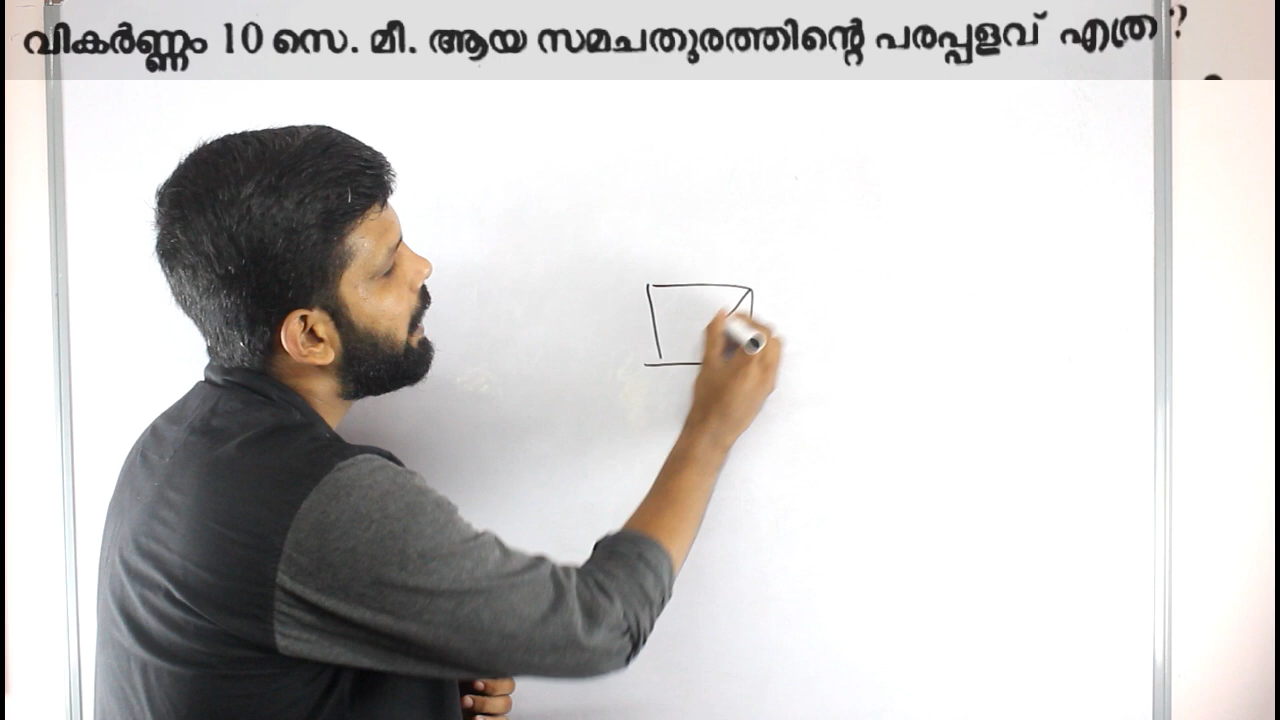 വികർണ്ണം 10 സെ. മീ. ആയ സമചതുരത്തിന്റെ പരപ്പളവ് എത്ര ?